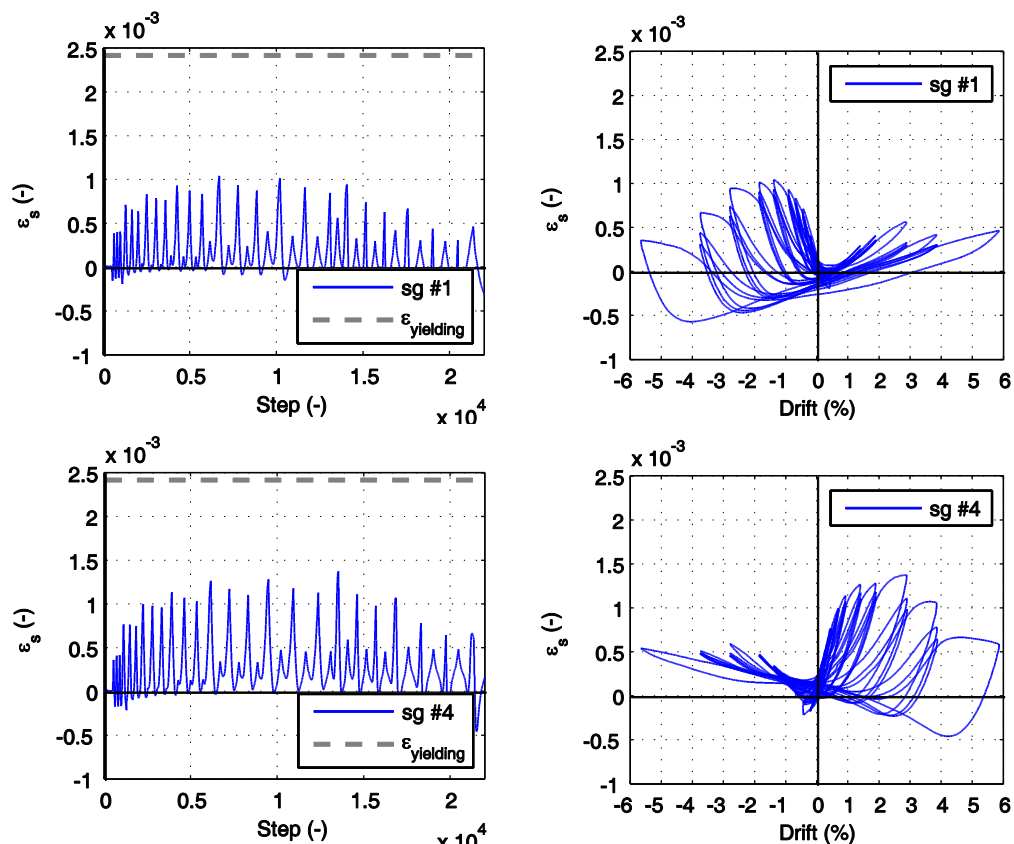 x 10⁻³
2.5
2
1.5
1
0.5
0
-0.5
-1
εₛ (-)
sg #1
ε_yielding
0 0.5 1 1.5 2
Step (-)
x 10⁴
x 10⁻³
2.5
2
1.5
1
0.5
0
-0.5
-1
εₛ (-)
sg #1
-6 -5 -4 -3 -2 -1 0 1 2 3 4 5 6
Drift (%)
x 10⁻³
2.5
2
1.5
1
0.5
0
-0.5
-1
εₛ (-)
sg #4
ε_yielding
0 0.5 1 1.5 2
Step (-)
x 10
x 10⁻³
2.5
2
1.5
1
0.5
0
-0.5
-1
εₛ (-)
sg #4
-6 -5 -4 -3 -2 -1 0 1 2 3 4 5 6
Drift (%)